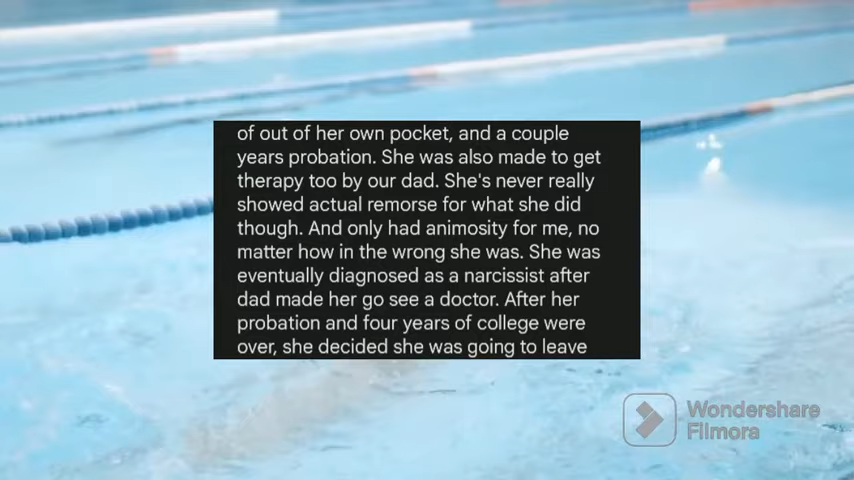 of out of her own pocket, and a couple
years probation. She was also made to get
therapy too by our dad. She's never really
showed actual remorse for what she did
though. And only had animosity for me, no
matter how in the wrong she was. She was
eventually diagnosed as a narcissist after
dad made her go see a doctor. After her
probation and four years of college were
over, she decided she was going to leave
Wondershare
Filmora